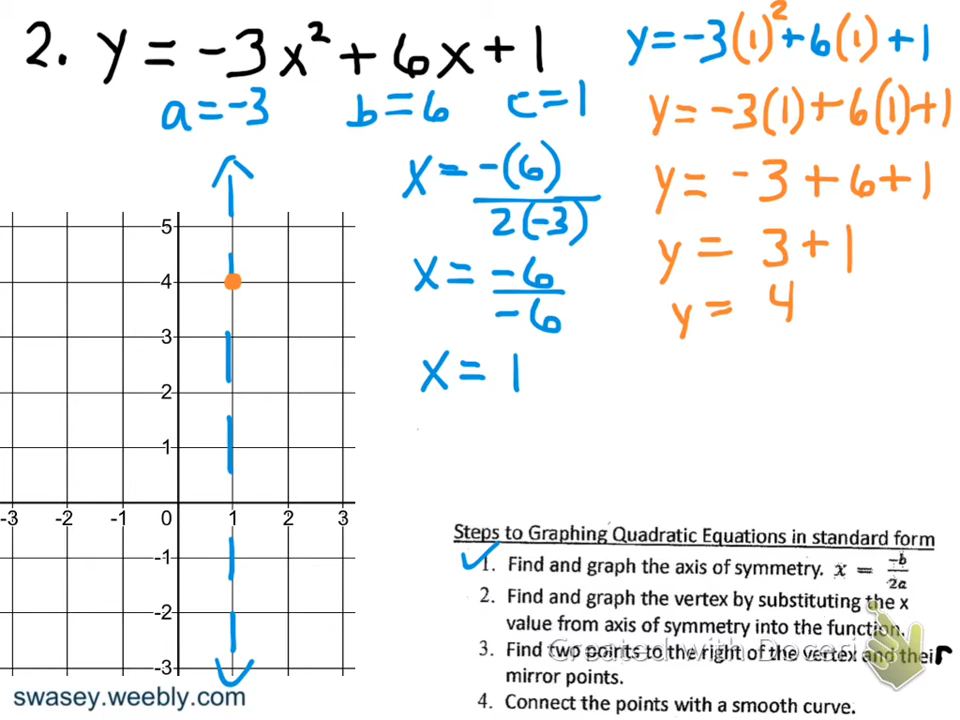 2. y = -3x² + 6x + 1
a = -3 b = 6 c = 1
x = -(6) / 2(-3)
x = -6 / -6
x = 1
y = -3(1)² + 6(1) + 1
y = -3(1) + 6(1) + 1
y = -3 + 6 + 1
y = 3 + 1
y = 4
5
4
3
2
1
-3 -2 -1 0 1 2 3
-1
-2
-3
Steps to Graphing Quadratic Equations in standard form
1. Find and graph the axis of symmetry. x = -b / 2a
2. Find and graph the vertex by substituting the x
value from axis of symmetry into the function.
3. Find two points to the right of the vertex and their
mirror points.
4. Connect the points with a smooth curve.
Created with Doceri
swasey.weebly.com